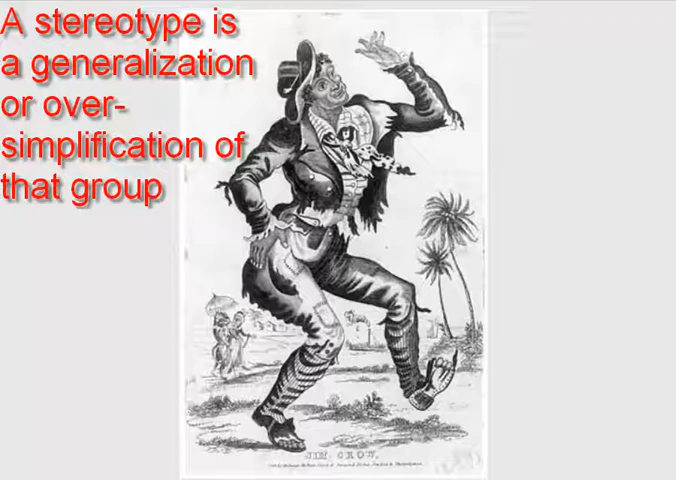 A stereotype is
a generalization
or over-
simplification of
that group
JIM CROW.